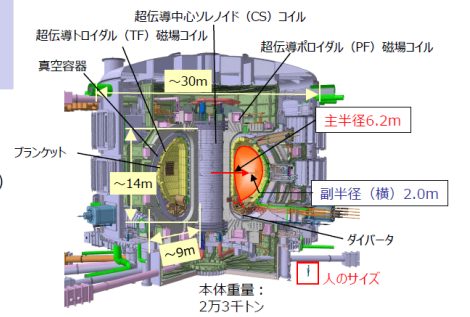 超伝導中心ソレノイド（CS）コイル
超伝導トロイダル（TF）磁場コイル
超伝導ポロイダル（PF）磁場コイル
真空容器
～30m
主半径6.2m
ブランケット
)
～14m
副半径（横）2.0m
ダイバータ
～9m
人のサイズ
本体重量：
2万3千トン